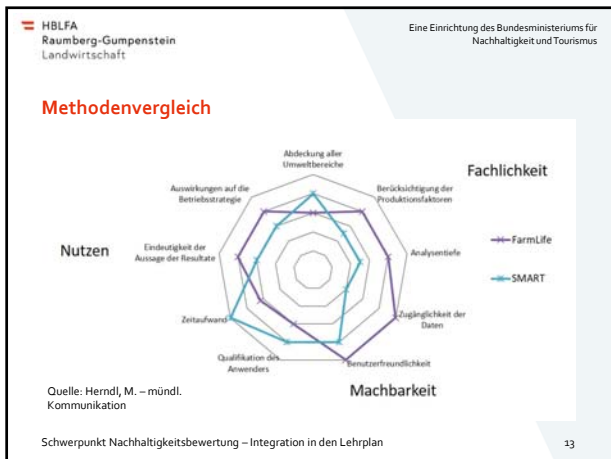 HBLFA
Raumberg-Gumpenstein
Landwirtschaft
Eine Einrichtung des Bundesministeriums für
Nachhaltigkeit und Tourismus
Methodenvergleich
Abdeckung aller
Umweltbereiche
Fachlichkeit
Auswirkungen auf die
Betriebsstrategie
Berücksichtigung der
Produktionsfaktoren
Nutzen
Eindeutigkeit der
Aussage der Resultate
Analysentiefe
FarmLife
SMART
Zeitaufwand
Zugänglichkeit der
Daten
Qualifikation des
Anwenders
Benutzerfreundlichkeit
Machbarkeit
Quelle: Herndl, M. – mündl.
Kommunikation
Schwerpunkt Nachhaltigkeitsbewertung – Integration in den Lehrplan
13